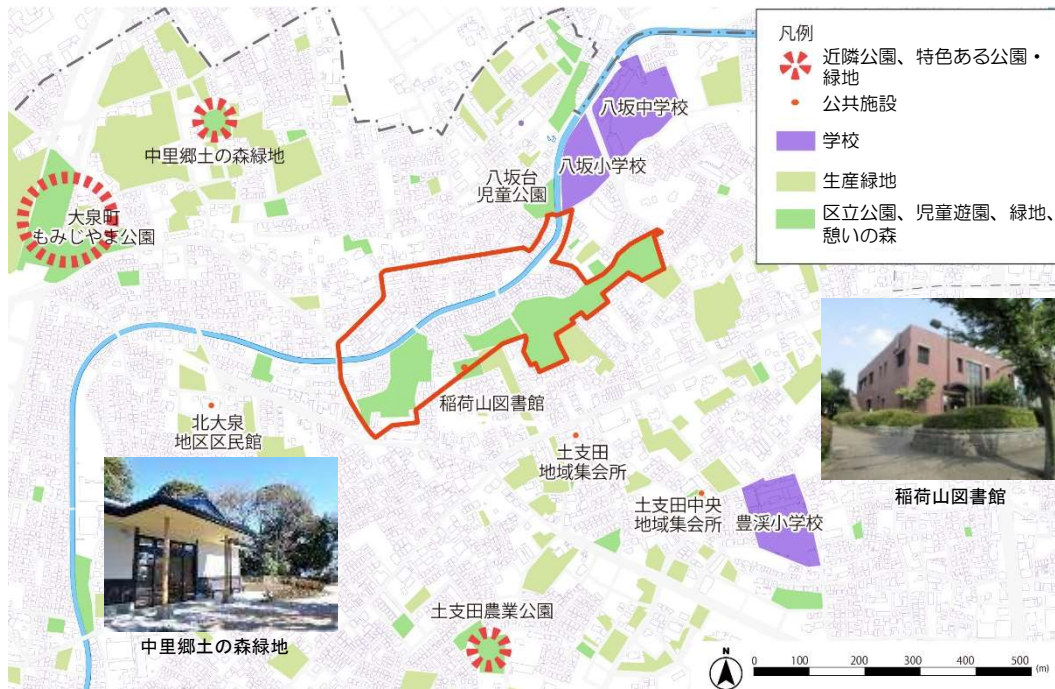 凡例
近隣公園、特色ある公園・
緑地
公共施設
学校
生産緑地
区立公園、児童遊園、緑地、
憩いの森
八坂中学校
八坂小学校
中里郷土の森緑地
八坂台
児童公園
大泉町
もみじやま公園
稲荷山図書館
北大泉
地区区民館
土支田
地域集会所
土支田中央
地域集会所
豊渓小学校
稲荷山図書館
土支田農業公園
中里郷土の森緑地
N
0 100 200 300 400 500
(m)